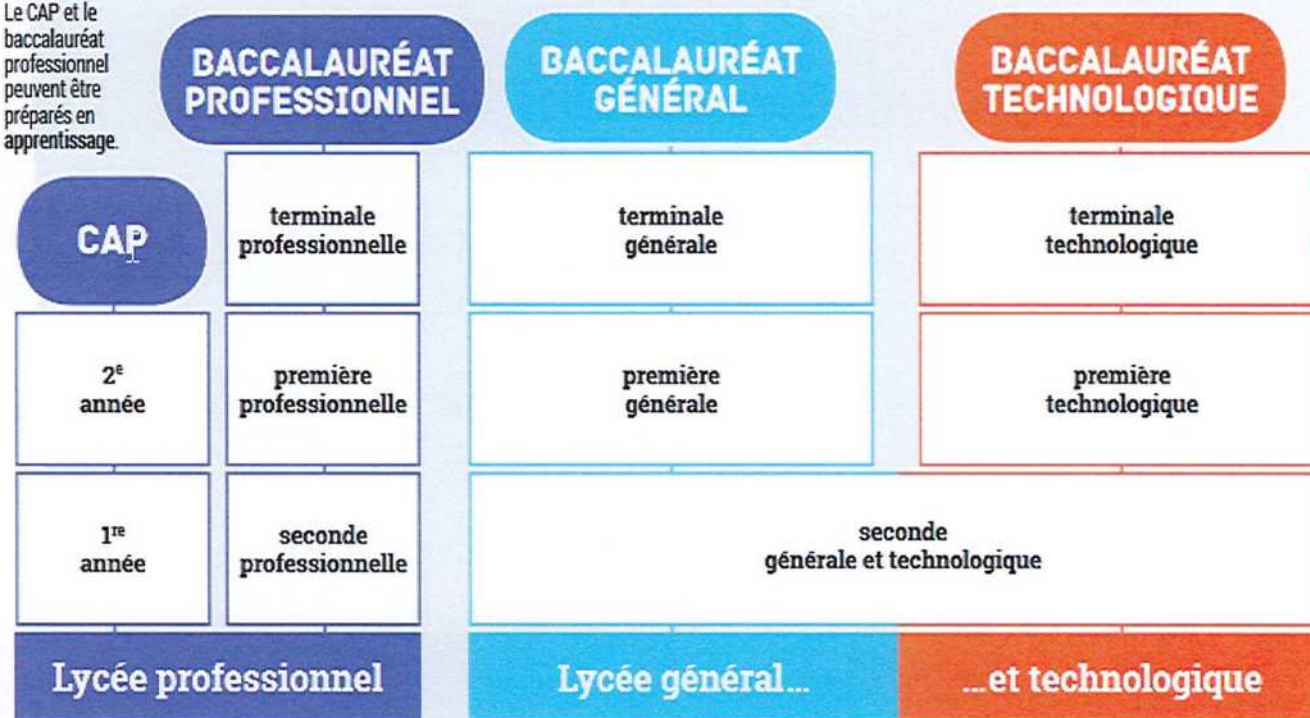 Le CAP et le
baccalauréat
professionnel
peuvent être
préparés en
apprentissage.
BACCALAURÉAT
PROFESSIONNEL
BACCALAURÉAT
GÉNÉRAL
BACCALAURÉAT
TECHNOLOGIQUE
CAP
terminale
professionnelle
terminale
générale
terminale
technologique
2e
année
première
professionnelle
première
générale
première
technologique
1re
année
seconde
professionnelle
seconde
générale et technologique
Lycée professionnel
Lycée général...
...et technologique